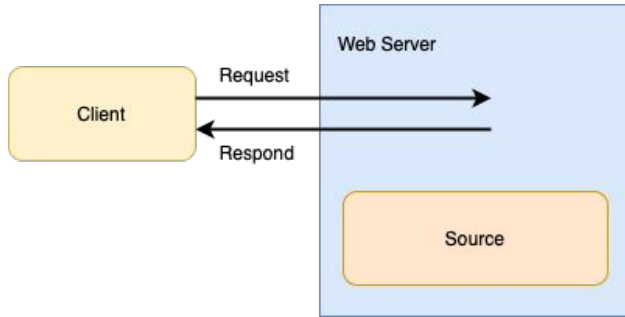 Web Server
Request
Client
Respond
Source